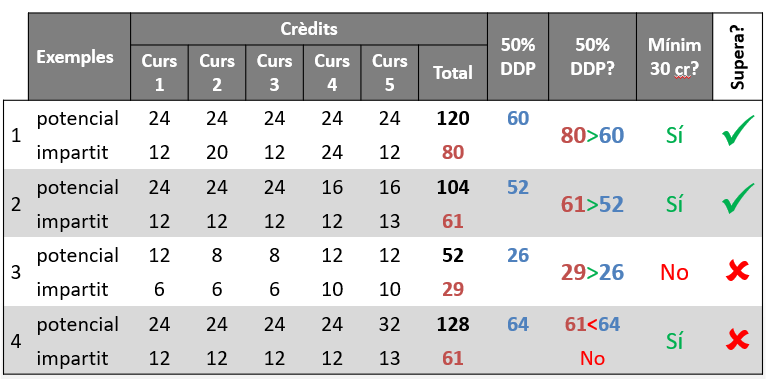 Exemples Crèdits 50% DDP 50% DDP? Mínim 30 cr? Supera?
Curs 1 Curs 2 Curs 3 Curs 4 Curs 5 Total
1 potencial 24 24 24 24 24 120 60 80>60 Sí
impartit 12 20 12 24 12 80
2 potencial 24 24 24 16 16 104 52 61>52 Sí
impartit 12 12 12 12 13 61
3 potencial 12 8 8 12 12 52 26 29>26 No
impartit 6 6 6 10 10 29
4 potencial 24 24 24 24 32 128 64 61<64 Sí
impartit 12 12 12 12 13 61 No